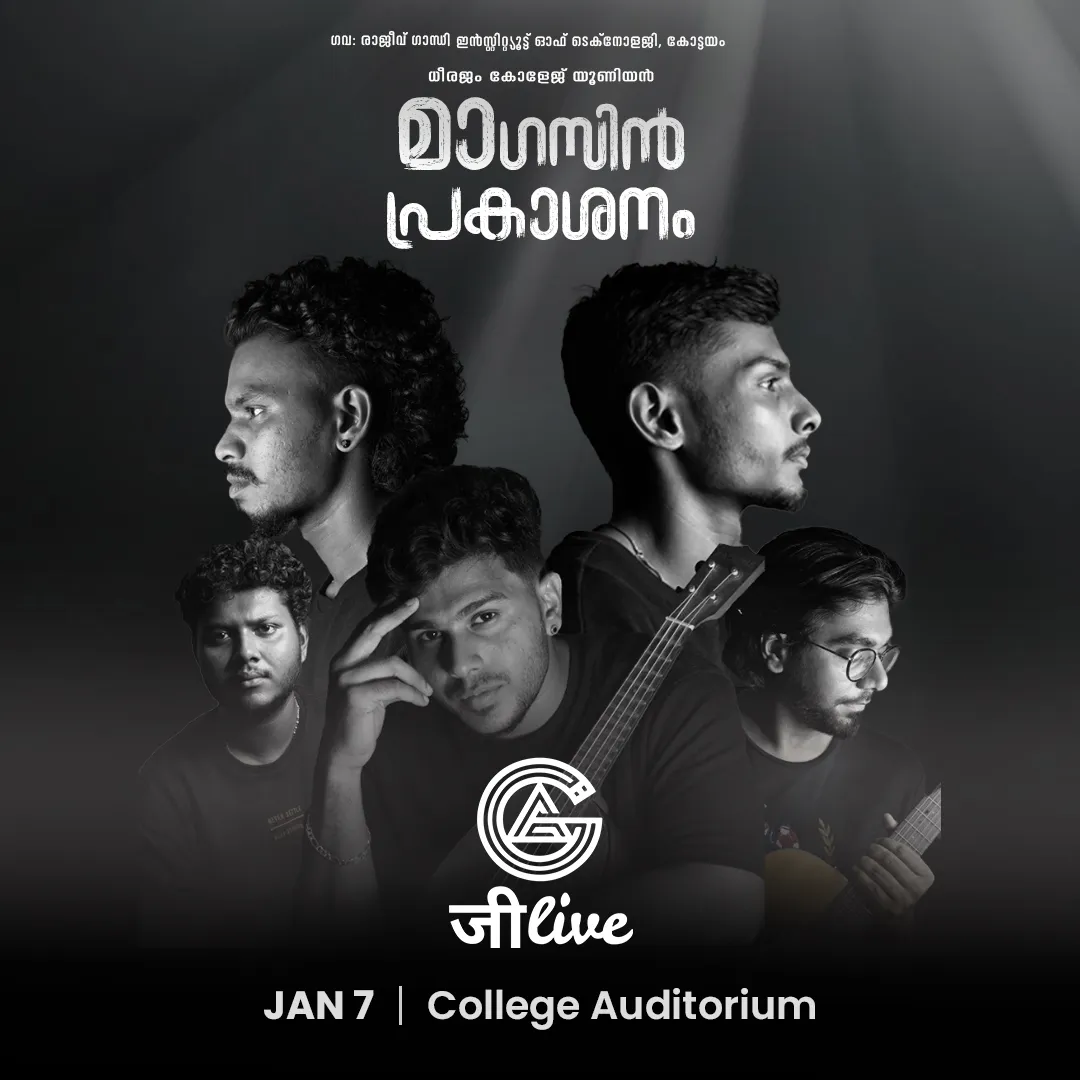 ഗവ: രാജീവ് ഗാന്ധി ഇൻസ്റ്റിറ്റ്യൂട്ട് ഓഫ് ടെക്നോളജി, കോട്ടയം
ധീരജം കോളേജ് യൂണിയൻ
മാഗസിൻ
പ്രകാശനം
जीlive
JAN 7 | College Auditorium